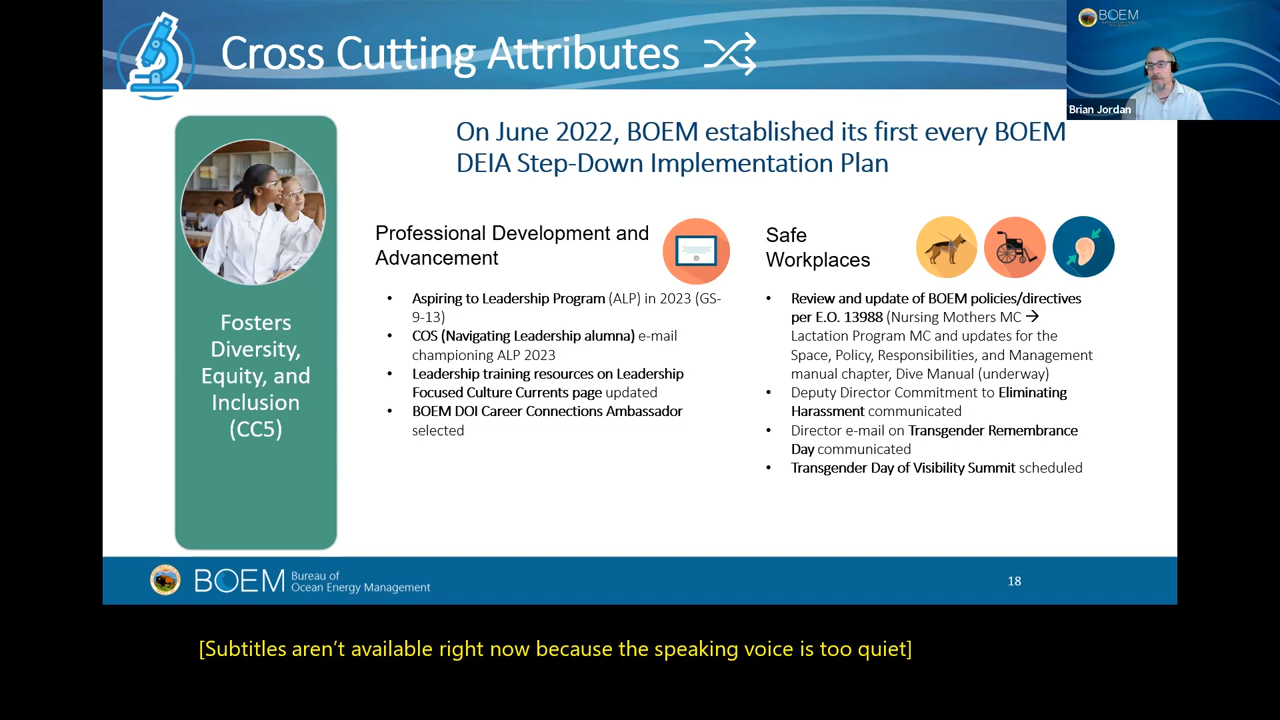 Cross Cutting Attributes
BOEM
Brian Jordan
On June 2022, BOEM established its first every BOEM
DEIA Step-Down Implementation Plan
Fosters
Diversity,
Equity, and
Inclusion
(CC5)
Professional Development and
Advancement
• Aspiring to Leadership Program (ALP) in 2023 (GS-
9-13)
• COS (Navigating Leadership alumna) e-mail
championing ALP 2023
• Leadership training resources on Leadership
Focused Culture Currents page updated
• BOEM DOI Career Connections Ambassador
selected
Safe
Workplaces
• Review and update of BOEM policies/directives
per E.O. 13988 (Nursing Mothers MC →
Lactation Program MC and updates for the
Space, Policy, Responsibilities, and Management
manual chapter, Dive Manual (underway)
• Deputy Director Commitment to Eliminating
Harassment communicated
• Director e-mail on Transgender Remembrance
Day communicated
• Transgender Day of Visibility Summit scheduled
BOEM Bureau of
Ocean Energy Management
18
[Subtitles aren't available right now because the speaking voice is too quiet]